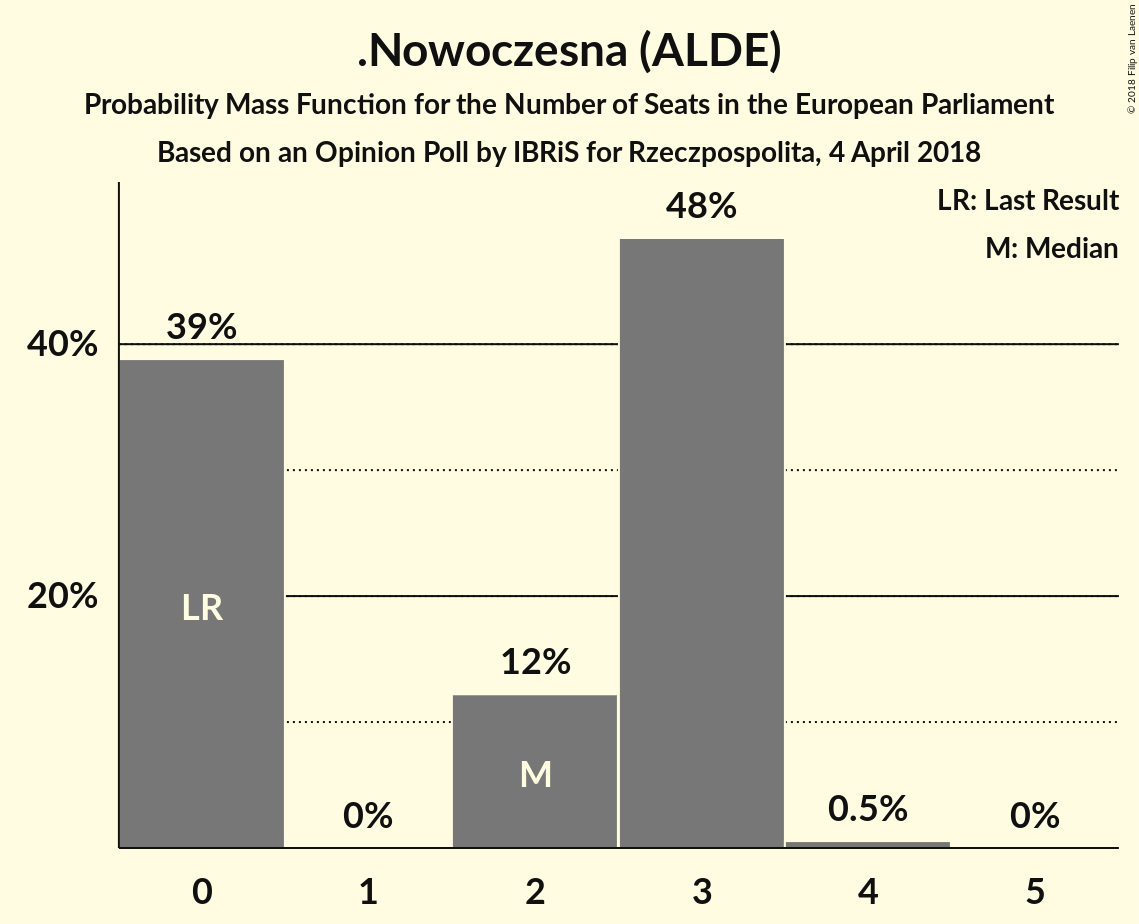 .Nowoczesna (ALDE)
Probability Mass Function for the Number of Seats in the European Parliament
Based on an Opinion Poll by IBRiS for Rzeczpospolita, 4 April 2018
© 2018 Filip van Laenen
LR: Last Result
M: Median
48%
39%
40%
20%
LR
12%
M
0%
0.5%
0%
0 1 2 3 4 5